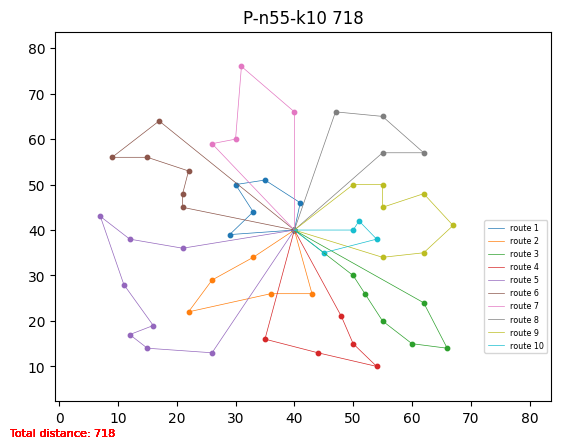 P-n55-k10 718
80
70
60
50
40
30
20
10
0 10 20 30 40 50 60 70 80
route 1
route 2
route 3
route 4
route 5
route 6
route 7
route 8
route 9
route 10
Total distance: 718